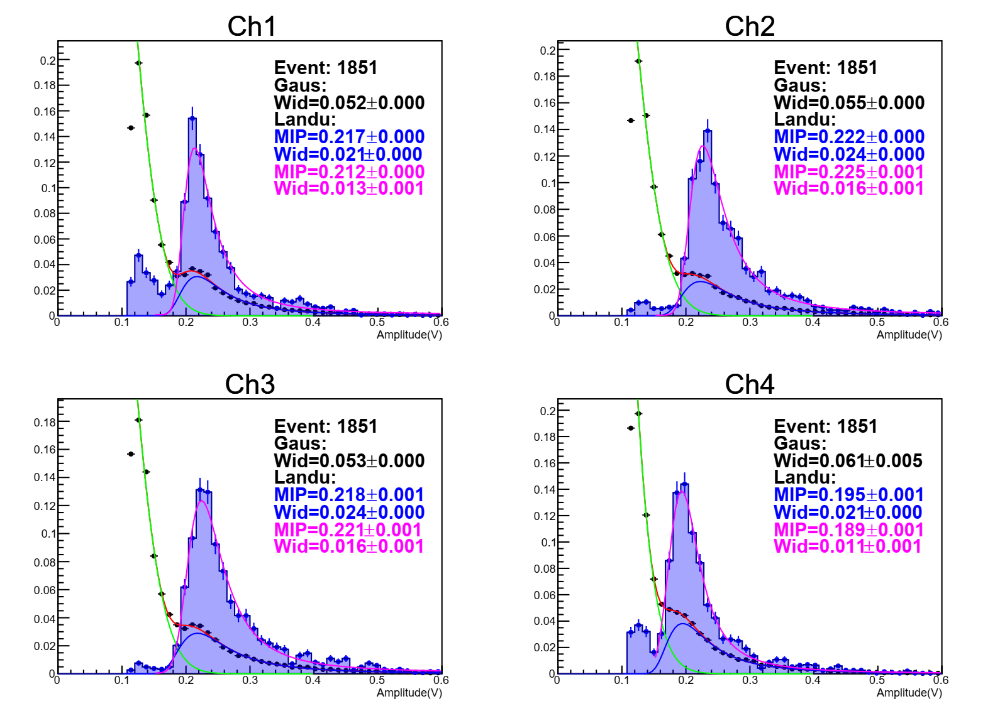 Ch1
Event: 1851
Gaus:
Wid=0.052±0.000
Landu:
MIP=0.217±0.000
Wid=0.021±0.000
MIP=0.212±0.000
Wid=0.013±0.001
0.2
0.18
0.16
0.14
0.12
0.1
0.08
0.06
0.04
0.02
0
0 0.1 0.2 0.3 0.4 0.5 0.6
Amplitude(V)
Ch2
Event: 1851
Gaus:
Wid=0.055±0.000
Landu:
MIP=0.222±0.000
Wid=0.024±0.000
MIP=0.225±0.001
Wid=0.016±0.001
0.2
0.18
0.16
0.14
0.12
0.1
0.08
0.06
0.04
0.02
0
0 0.1 0.2 0.3 0.4 0.5 0.6
Amplitude(V)
Ch3
Event: 1851
Gaus:
Wid=0.053±0.000
Landu:
MIP=0.218±0.001
Wid=0.024±0.000
MIP=0.221±0.001
Wid=0.016±0.001
0.18
0.16
0.14
0.12
0.1
0.08
0.06
0.04
0.02
0
0 0.1 0.2 0.3 0.4 0.5 0.6
Amplitude(V)
Ch4
Event: 1851
Gaus:
Wid=0.061±0.005
Landu:
MIP=0.195±0.001
Wid=0.021±0.000
MIP=0.189±0.001
Wid=0.011±0.001
0.2
0.18
0.16
0.14
0.12
0.1
0.08
0.06
0.04
0.02
0
0 0.1 0.2 0.3 0.4 0.5 0.6
Amplitude(V)